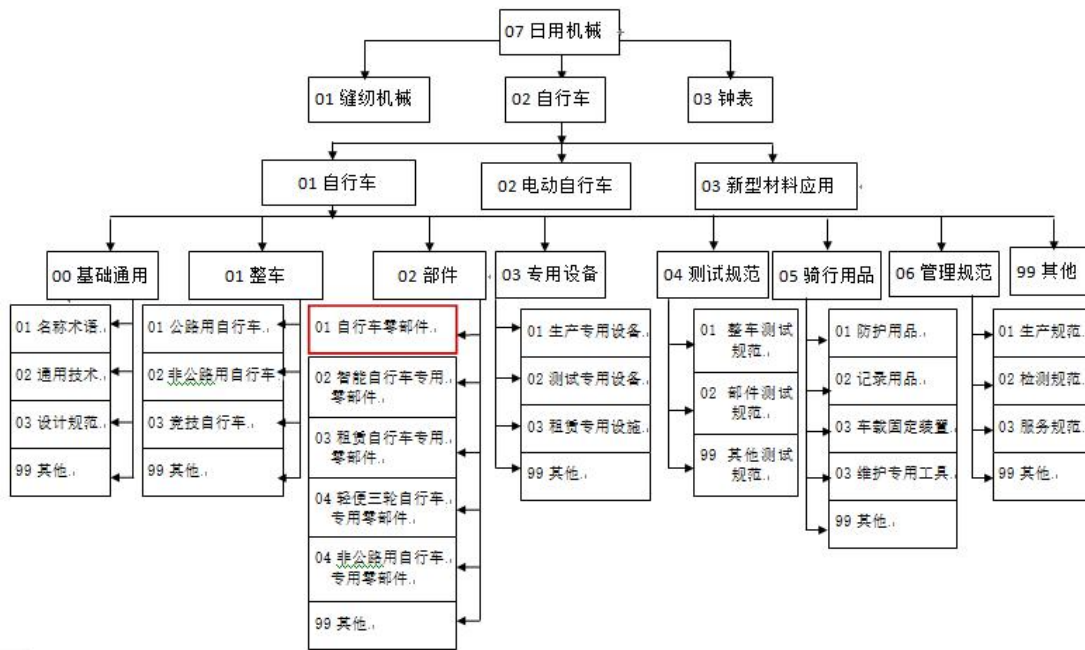 07 日用机械
01 缝纫机械
02 自行车
03 钟表
01 自行车
02 电动自行车
03 新型材料应用
00 基础通用
01 整车
02 部件
03 专用设备
04 测试规范
05 骑行用品
06 管理规范
99 其他
01 名称术语
02 通用技术
03 设计规范
99 其他
01 公路用自行车
02 非公路用自行车
03 竞技自行车
99 其他
01 自行车零部件
02 智能自行车专用
零部件
03 租赁自行车专用
零部件
04 轻便三轮自行车
专用零部件
04 非公路用自行车
专用零部件
99 其他
01 生产专用设备
02 测试专用设备
03 租赁专用设施
99 其他
01 整车测试
规范
02 部件测试
规范
99 其他测试
规范
01 防护用品
02 记录用品
03 车载固定装置
03 维护专用工具
99 其他
01 生产规范
02 检测规范
03 服务规范
99 其他